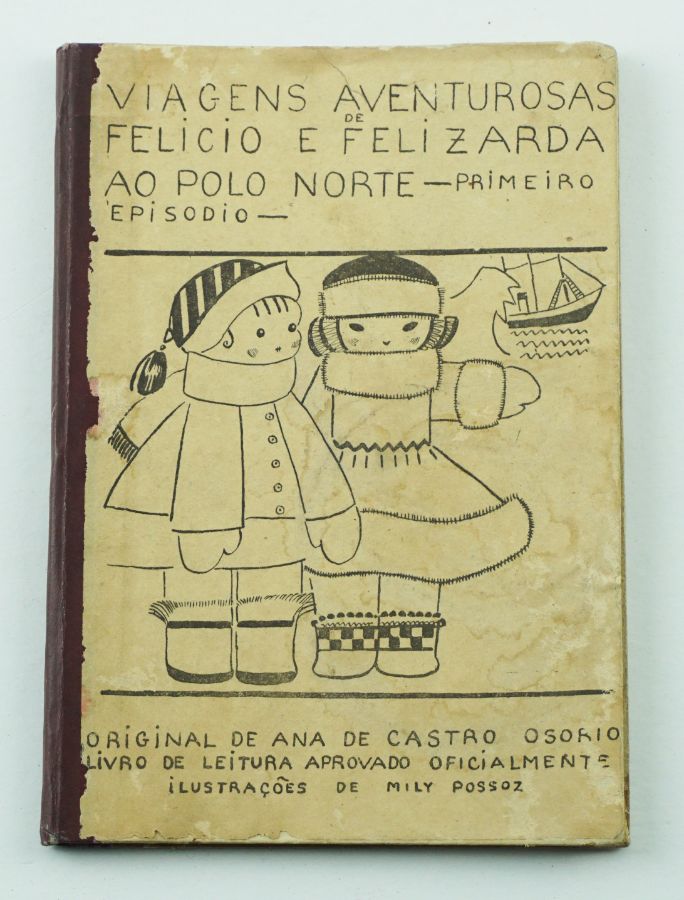 VIAGENS AVENTUROSAS
DE
FELICIO E FELIZARDA
AO POLO NORTE — PRIMEIRO
EPISODIO —
ORIGINAL DE ANA DE CASTRO OSORIO
LIVRO DE LEITURA APROVADO OFICIALMENTE
ILUSTRAÇÕES DE MILY POSSOZ